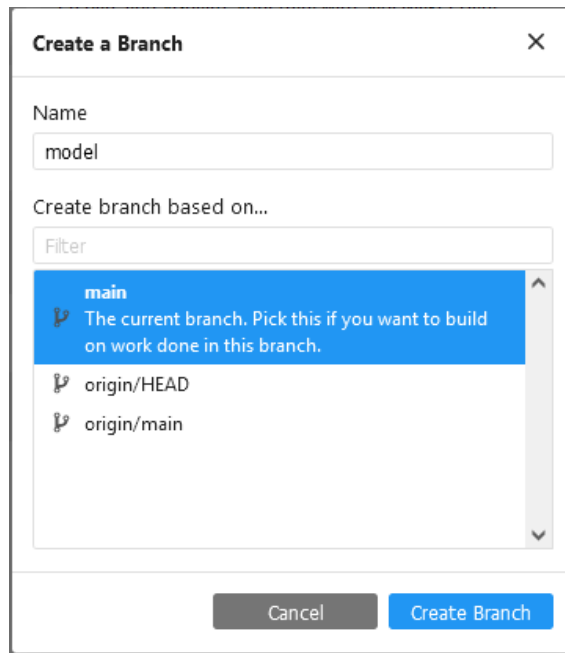 Create a Branch
Name
model
Create branch based on...
Filter
main
The current branch. Pick this if you want to build
on work done in this branch.
origin/HEAD
origin/main
Cancel
Create Branch